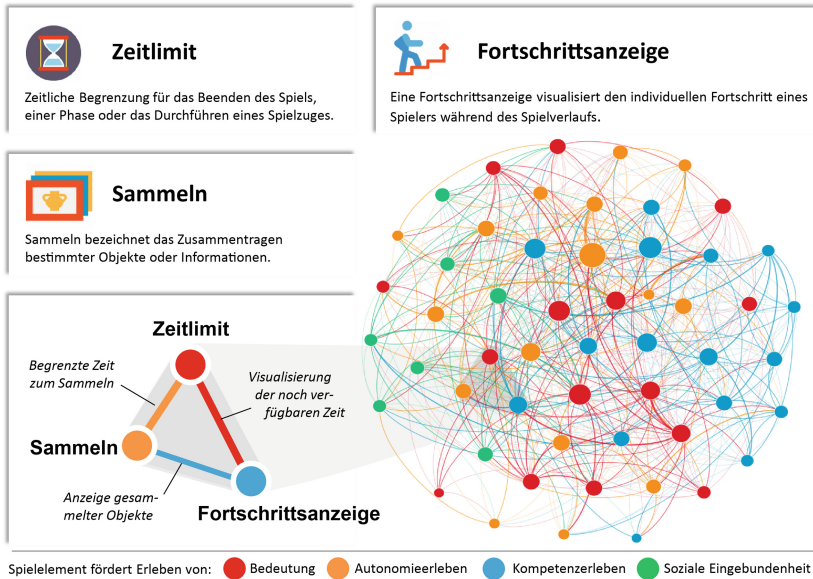 Zeitlimit
Zeitliche Begrenzung für das Beenden des Spiels,
einer Phase oder das Durchführen eines Spielzuges.
Fortschrittsanzeige
Eine Fortschrittsanzeige visualisiert den individuellen Fortschritt eines
Spielers während des Spielverlaufs.
Sammeln
Sammeln bezeichnet das Zusammentragen
bestimmter Objekte oder Informationen.
Zeitlimit
Begrenzte Zeit
zum Sammeln
Visualisierung
der noch ver-
fügbaren Zeit
Sammeln
Anzeige gesam-
melter Objekte
Fortschrittsanzeige
Spielelement fördert Erleben von: Bedeutung Autonomieerleben Kompetenzerleben Soziale Eingebundenheit